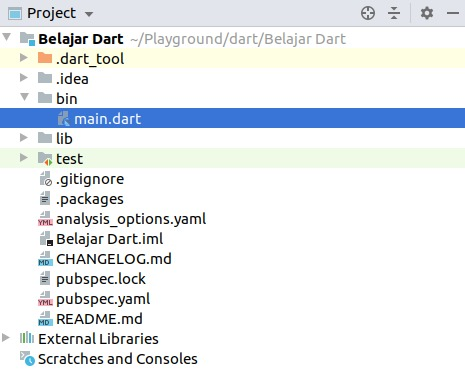 Project
Belajar Dart ~/Playground/dart/Belajar Dart
.dart_tool
.idea
bin
main.dart
lib
test
.gitignore
.packages
analysis_options.yaml
Belajar Dart.iml
CHANGELOG.md
pubspec.lock
pubspec.yaml
README.md
External Libraries
Scratches and Consoles